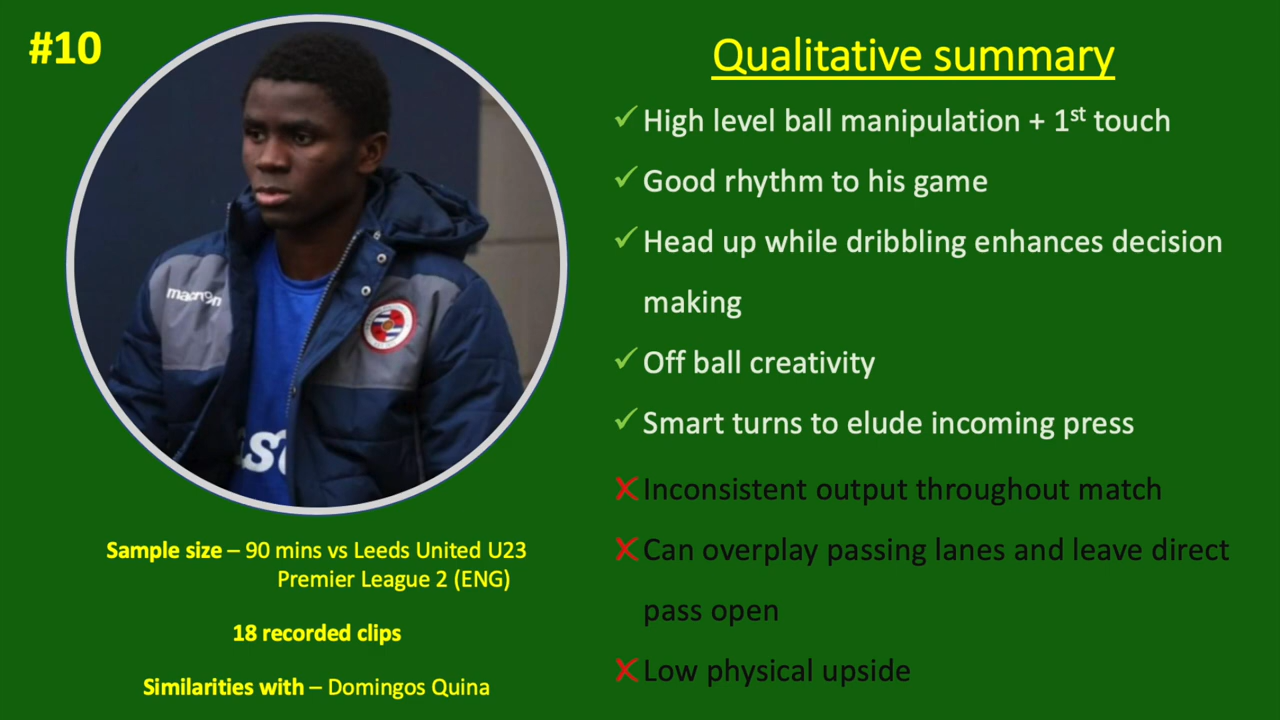 #10
macron
st
Sample size – 90 mins vs Leeds United U23
Premier League 2 (ENG)
18 recorded clips
Similarities with – Domingos Quina
Qualitative summary
✓ High level ball manipulation + 1st touch
✓ Good rhythm to his game
✓ Head up while dribbling enhances decision
making
✓ Off ball creativity
✓ Smart turns to elude incoming press
✗ Inconsistent output throughout match
✗ Can overplay passing lanes and leave direct
pass open
✗ Low physical upside